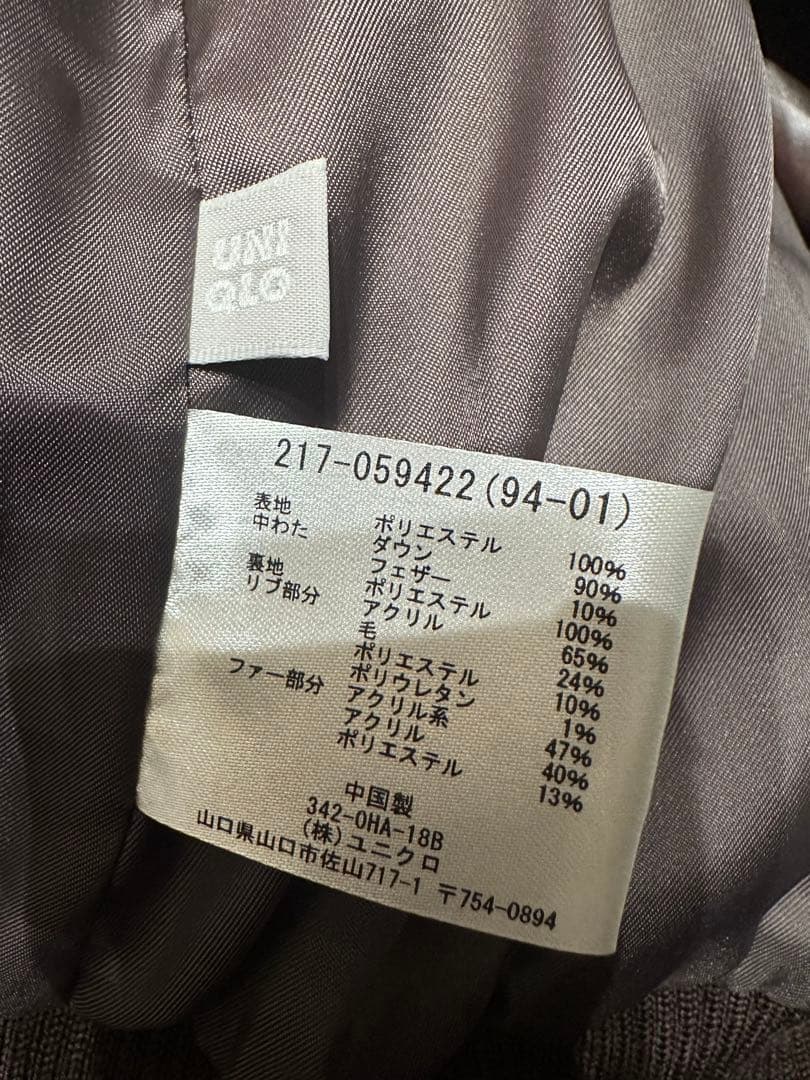 UNI
QLO
217-059422(94-01)
表地 ポリエステル 100%
中わた ダウン 90%
フェザー 10%
裏地 ポリエステル 100%
リブ部分 アクリル 65%
毛 24%
ポリエステル 10%
ポリウレタン 1%
ファー部分 アクリル系 47%
アクリル 40%
ポリエステル 13%
中国製
342-0HA-18B
(株)ユニクロ
山口県山口市佐山717-1 〒754-0894